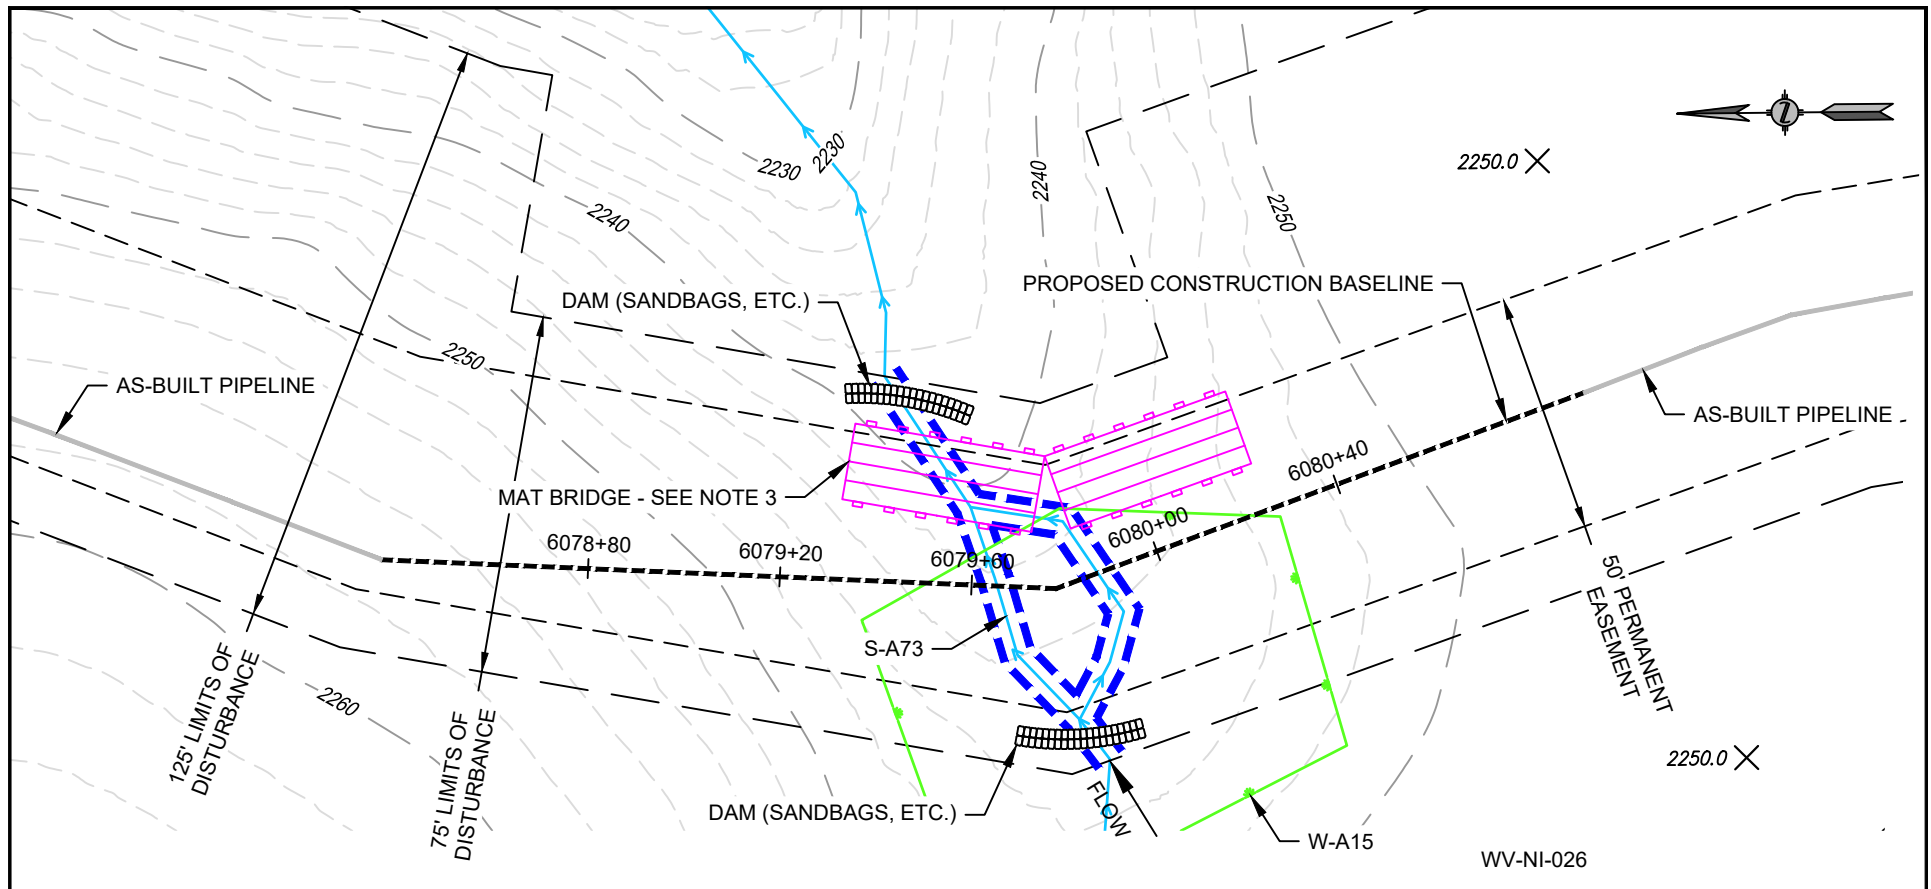 2230
2230
2240
2240
2250
2250.0
2250
2260
2250.0
DAM (SANDBAGS, ETC.)
PROPOSED CONSTRUCTION BASELINE
AS-BUILT PIPELINE
AS-BUILT PIPELINE
MAT BRIDGE - SEE NOTE 3
6078+80
6079+20
6079+60
6080+00
6080+40
S-A73
125' LIMITS OF
DISTURBANCE
75' LIMITS OF
DISTURBANCE
50' PERMANENT
EASEMENT
DAM (SANDBAGS, ETC.)
FLOW
W-A15
WV-NI-026
Z